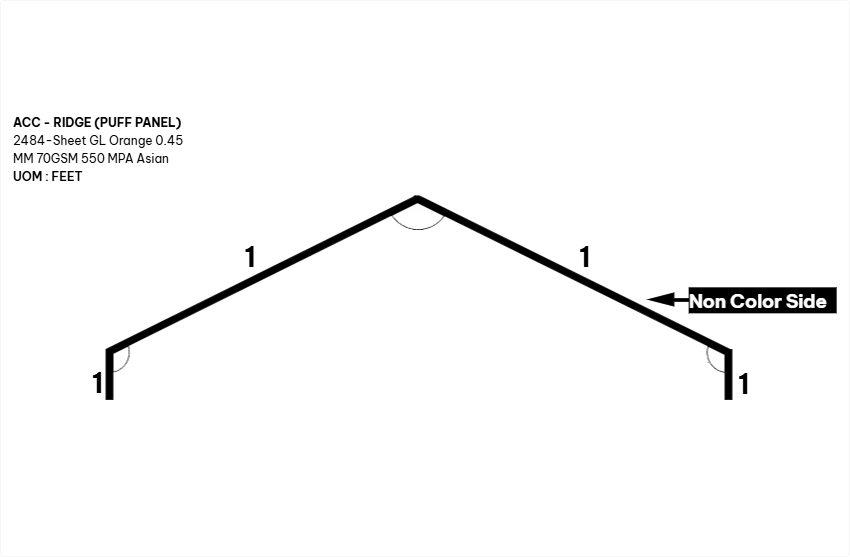 ACC - RIDGE (PUFF PANEL)
2484-Sheet GL Orange 0.45
MM 70GSM 550 MPA Asian
UOM : FEET
1
1
Non Color Side
1
1